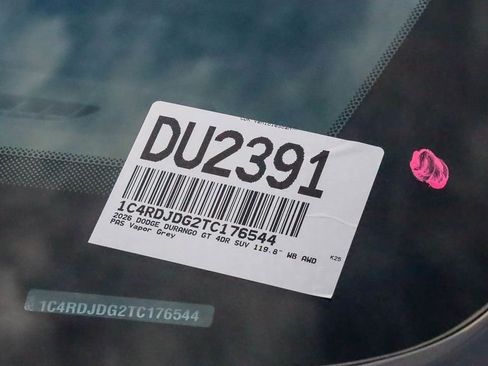 DU2391
1C4RDJDG2TC176544
2026 DODGE DURANGO GT 4DR SUV 119.8" WB AWD
PAS Vapor Grey
K25
1C4RDJDG2TC176544